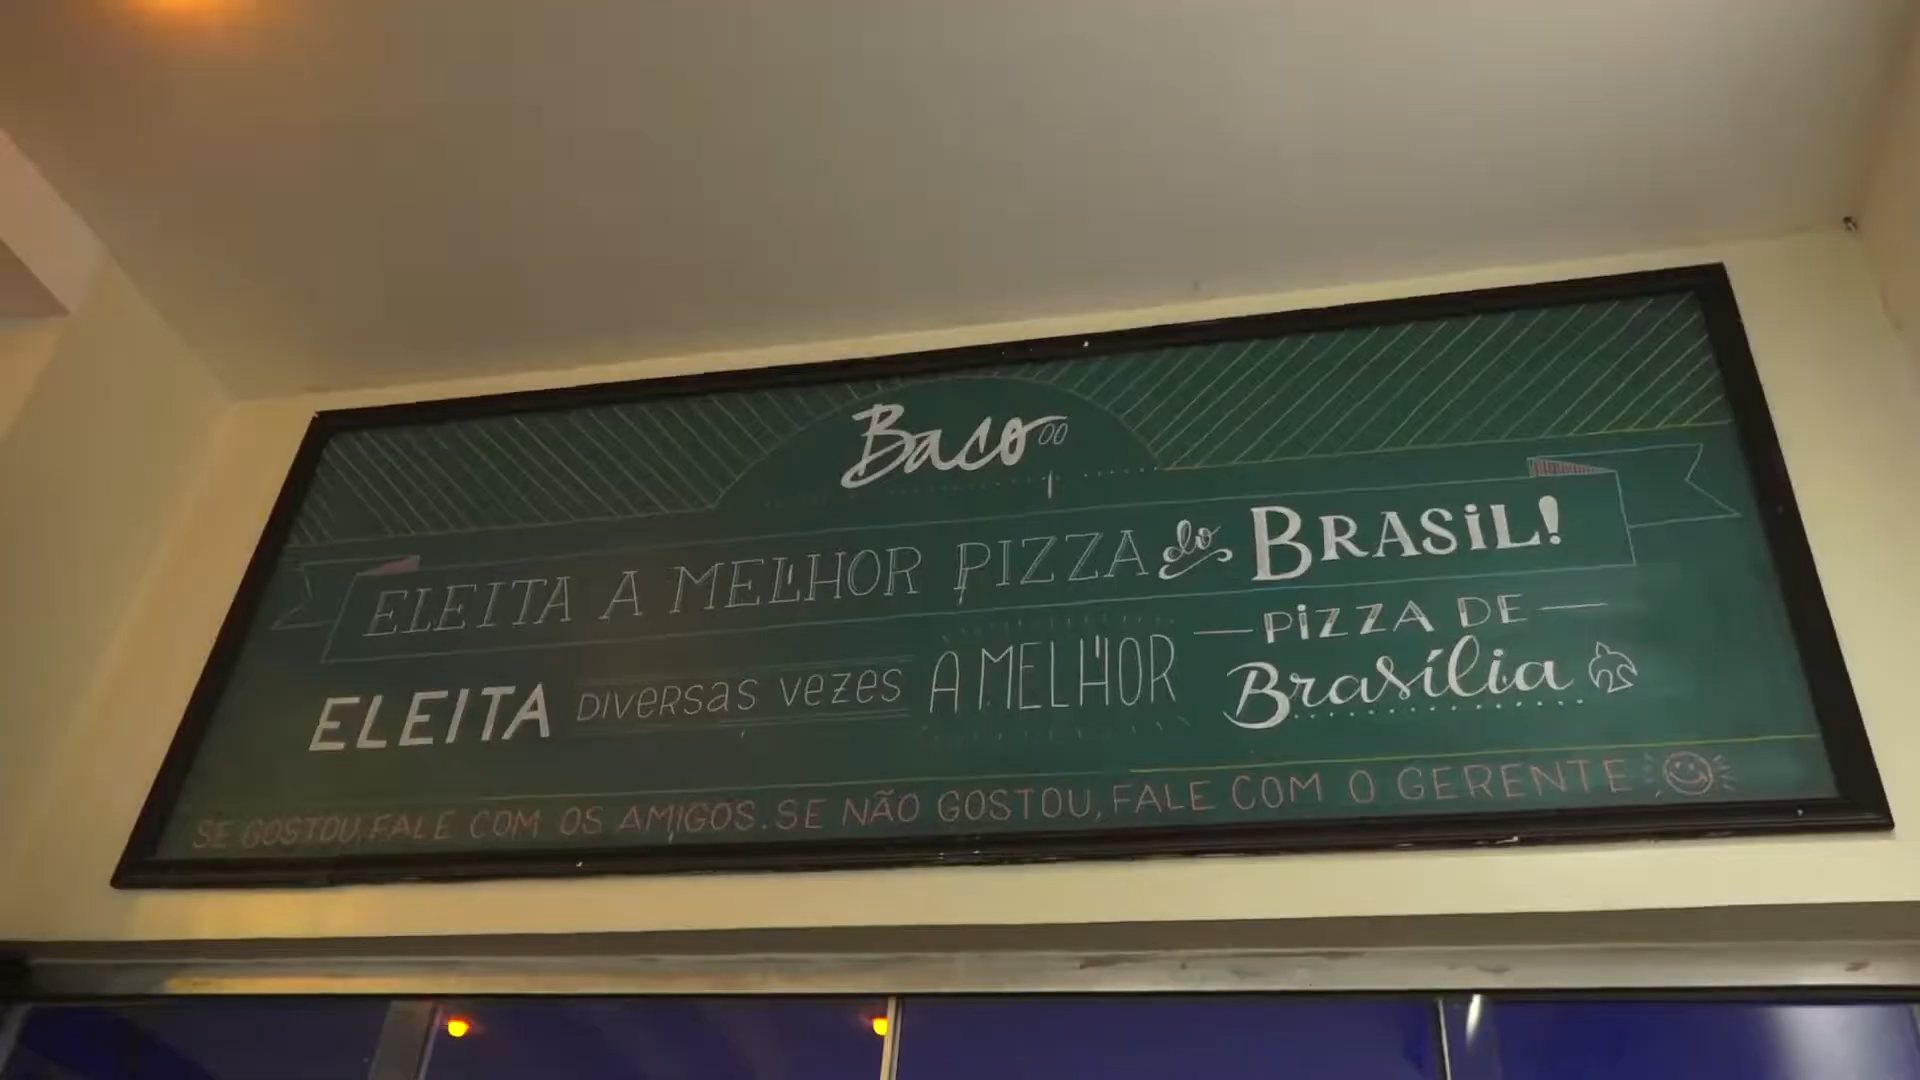 Baco
ELEITA A MELHOR PIZZA do BRASIL!
ELEITA DIVERSAS VEZES A MELHOR PIZZA DE Brasília
SE GOSTOU, FALE COM OS AMIGOS. SE NÃO GOSTOU, FALE COM O GERENTE